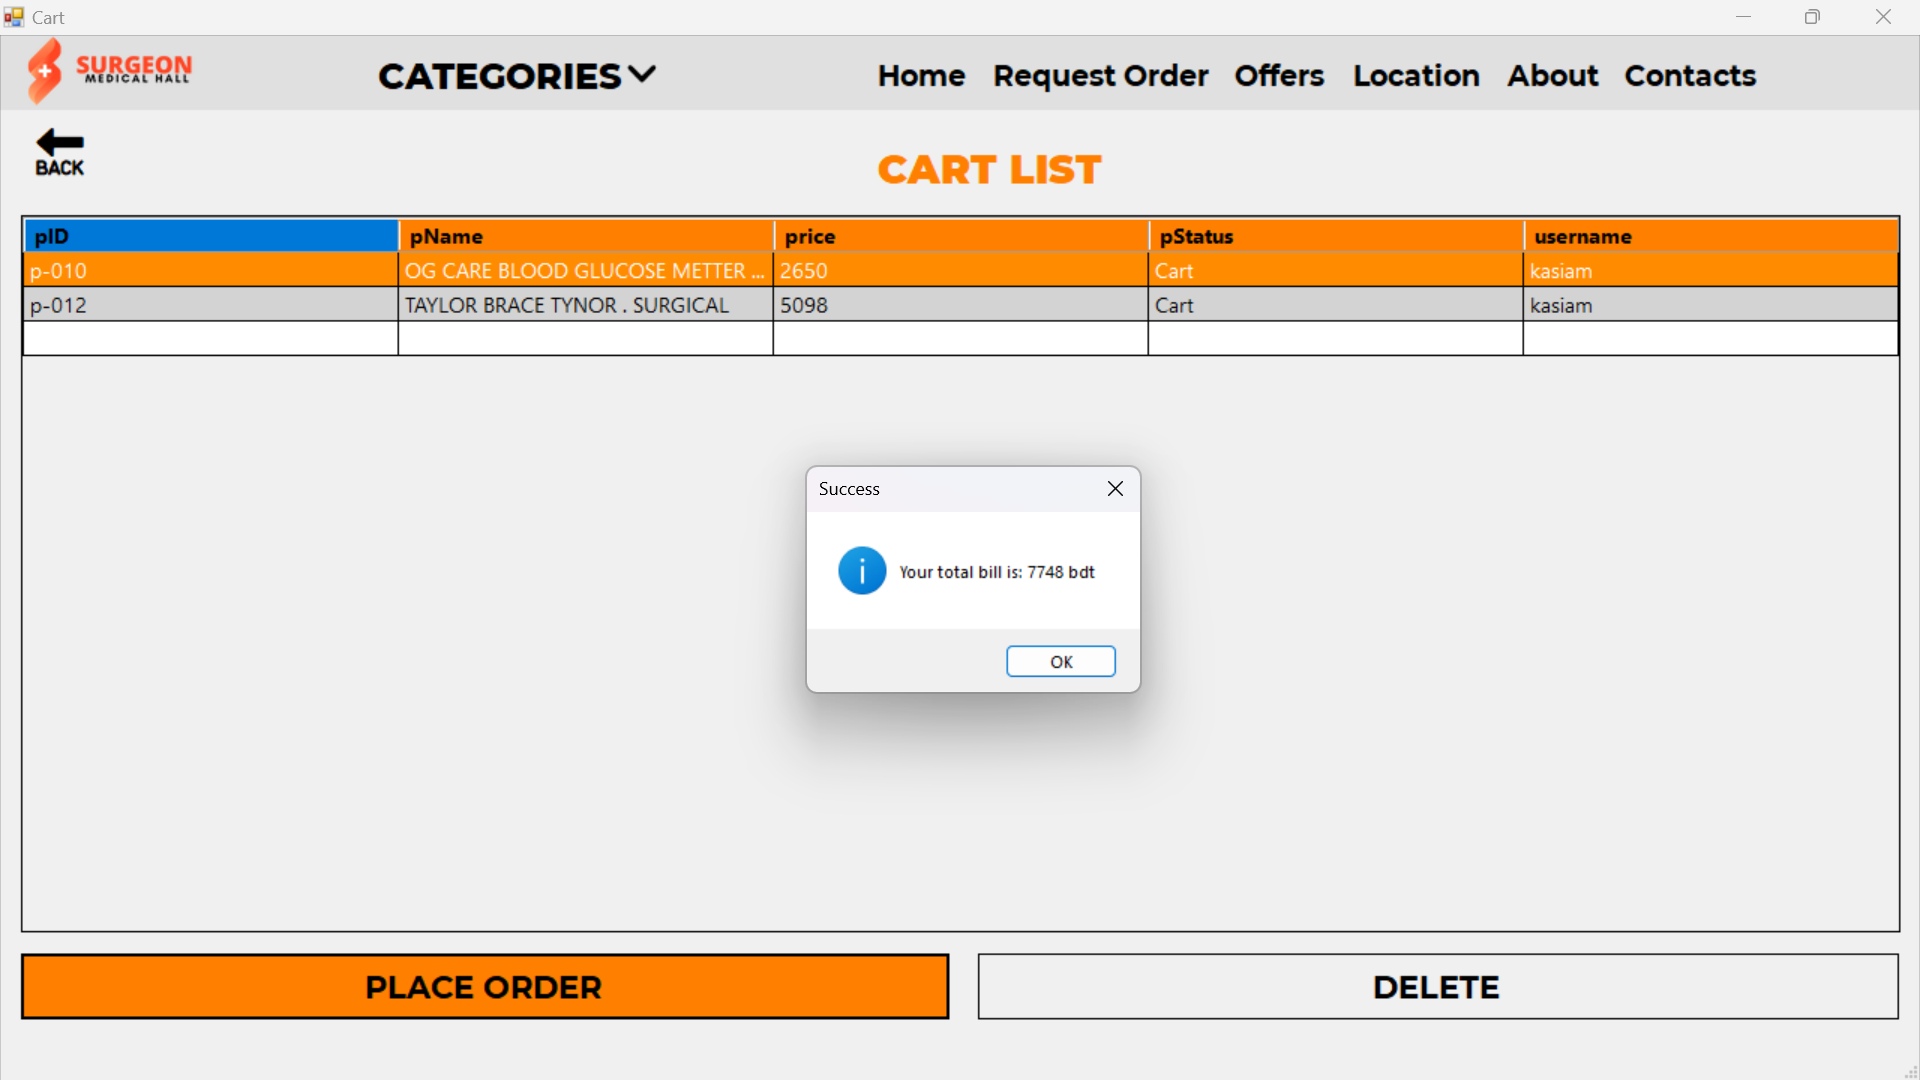 Cart
SURGEON
MEDICAL HALL
CATEGORIES
Home Request Order Offers Location About Contacts
BACK
CART LIST
pID pName price pStatus username
p-010 OG CARE BLOOD GLUCOSE METTER ... 2650 Cart kasiam
p-012 TAYLOR BRACE TYNOR . SURGICAL 5098 Cart kasiam
Success
Your total bill is: 7748 bdt
OK
PLACE ORDER DELETE